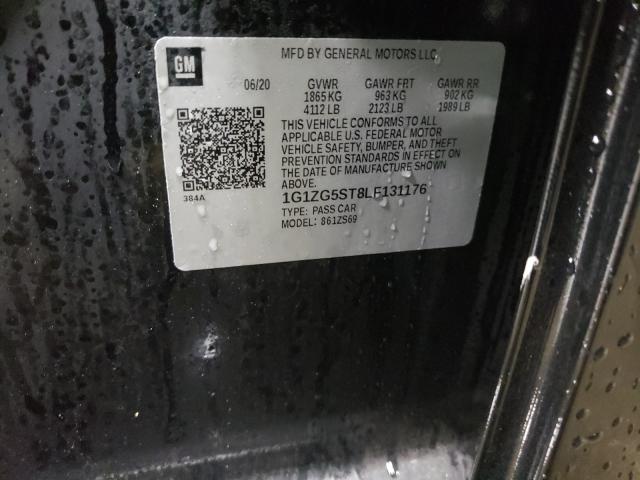 GM
MFD BY GENERAL MOTORS LLC
06/20 GVWR GAWR FRT GAWR RR
1865 KG 963 KG 902 KG
4112 LB 2123 LB 1989 LB
THIS VEHICLE CONFORMS TO ALL
APPLICABLE U.S. FEDERAL MOTOR
VEHICLE SAFETY, BUMPER, AND THEFT
PREVENTION STANDARDS IN EFFECT ON
THE DATE OF MANUFACTURE SHOWN
ABOVE.
384A
1G1ZG5ST8LF131176
TYPE: PASS CAR
MODEL: 861ZS69